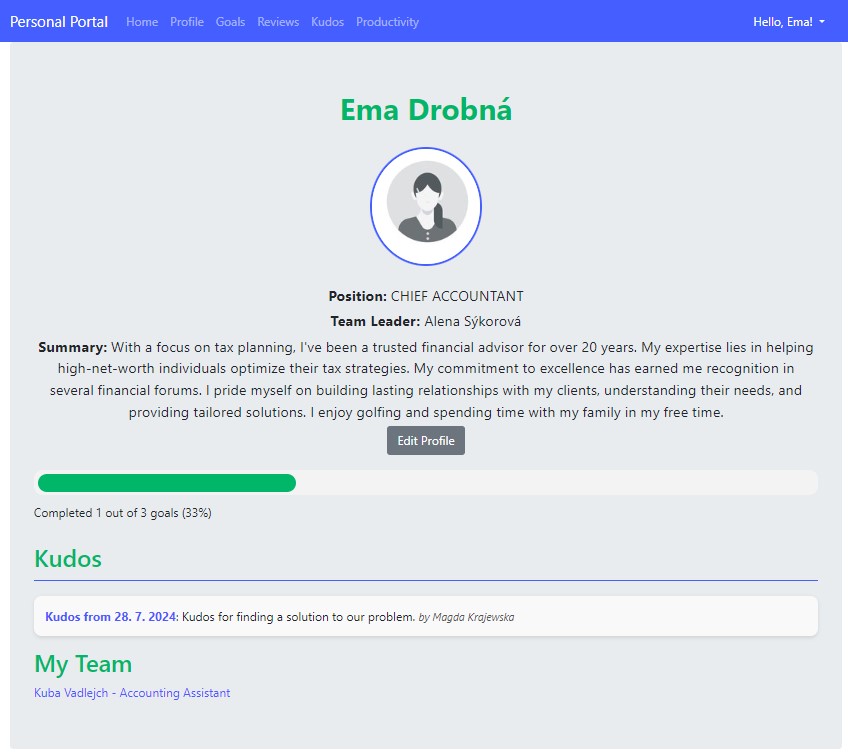 Personal Portal Home Profile Goals Reviews Kudos Productivity Hello, Ema!
Ema Drobná
Position: CHIEF ACCOUNTANT
Team Leader: Alena Sýkorová
Summary: With a focus on tax planning, I've been a trusted financial advisor for over 20 years. My expertise lies in helping
high-net-worth individuals optimize their tax strategies. My commitment to excellence has earned me recognition in
several financial forums. I pride myself on building lasting relationships with my clients, understanding their needs, and
providing tailored solutions. I enjoy golfing and spending time with my family in my free time.
Edit Profile
Completed 1 out of 3 goals (33%)
Kudos
Kudos from 28. 7. 2024: Kudos for finding a solution to our problem. by Magda Krajewska
My Team
Kuba Vadlejch - Accounting Assistant